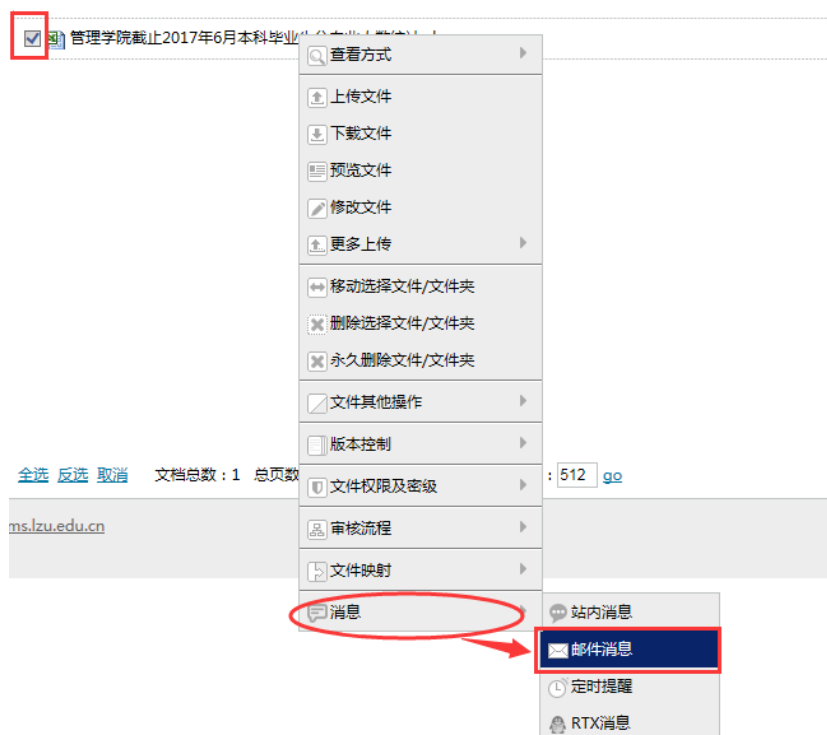 管理学院截止2017年6月本科毕业
查看方式
上传文件
下载文件
预览文件
修改文件
更多上传
移动选择文件/文件夹
删除选择文件/文件夹
永久删除文件/文件夹
文件其他操作
版本控制
全选 反选 取消 文档总数：1 总页数 : 512 go
文件权限及密级
ms.lzu.edu.cn
审核流程
文件映射
消息
站内消息
邮件消息
定时提醒
RTX消息